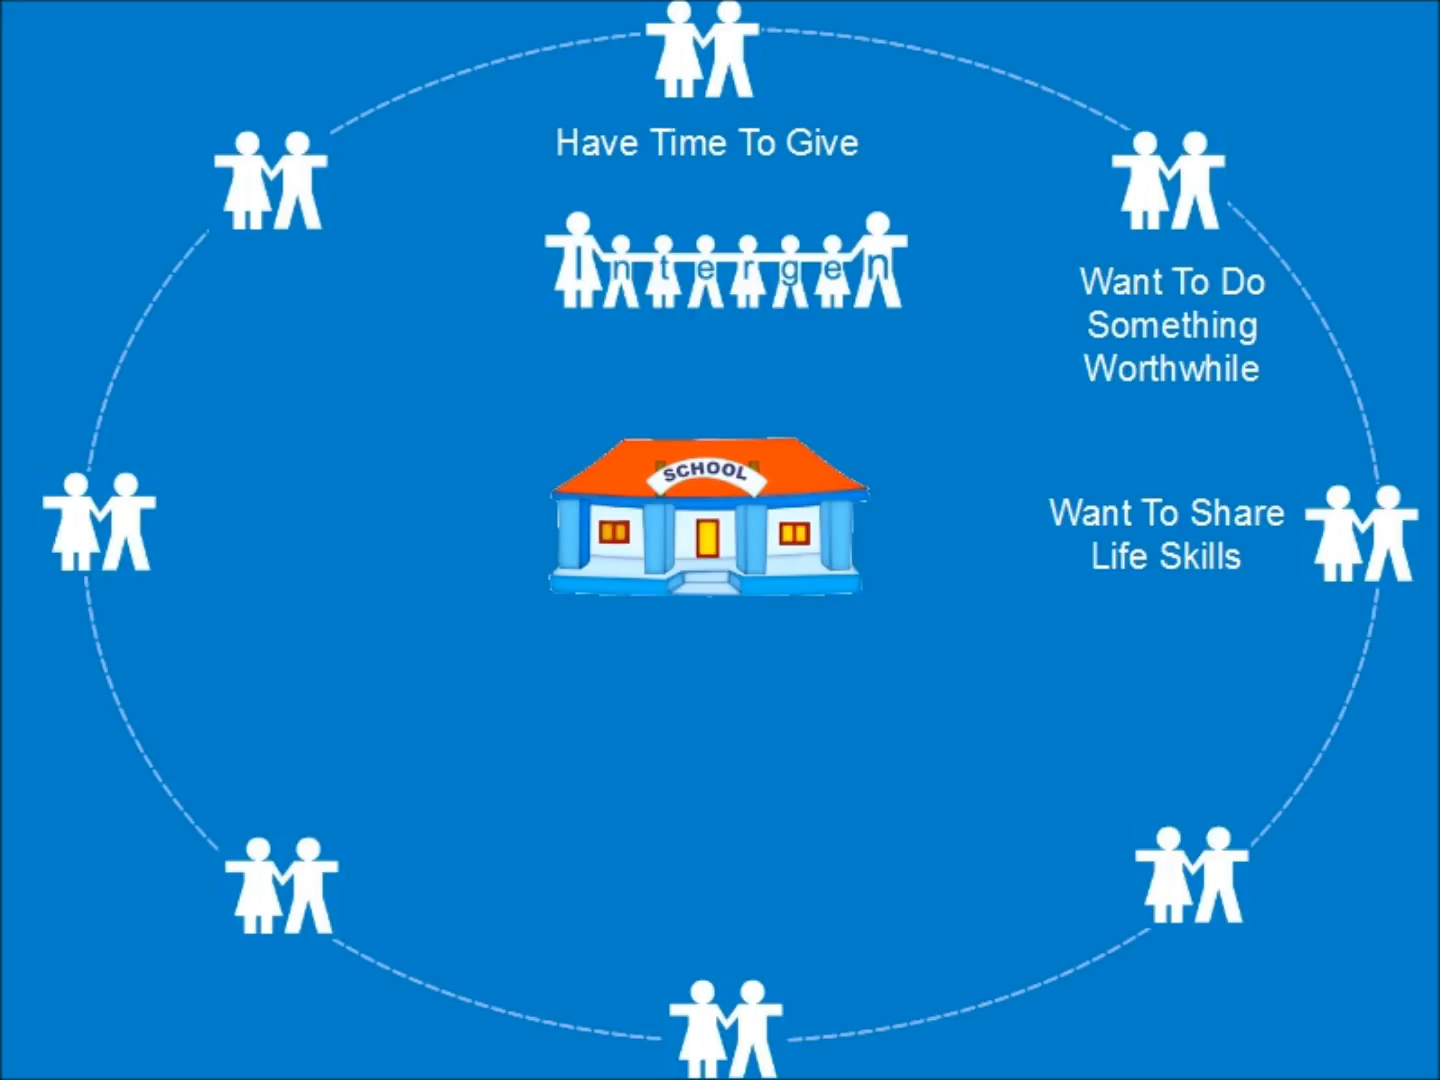 Have Time To Give
Intergen
Want To Do
Something
Worthwhile
SCHOOL
Want To Share
Life Skills